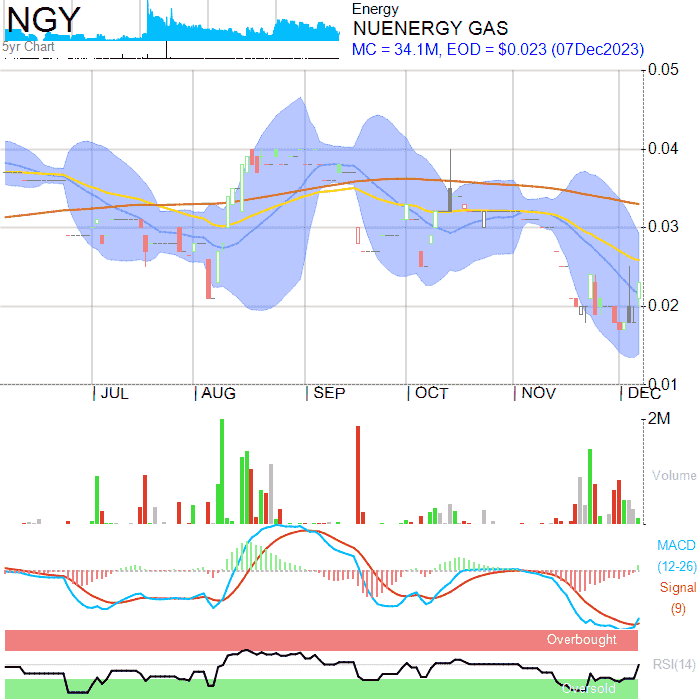 NGY
5yr Chart
Energy
NUENERGY GAS
MC = 34.1M, EOD = $0.023 (07Dec2023)
0.05
0.04
0.03
0.02
0.01
JUL AUG SEP OCT NOV DEC
2M
Volume
MACD
(12-26)
Signal
(9)
Overbought
RSI(14)
Oversold